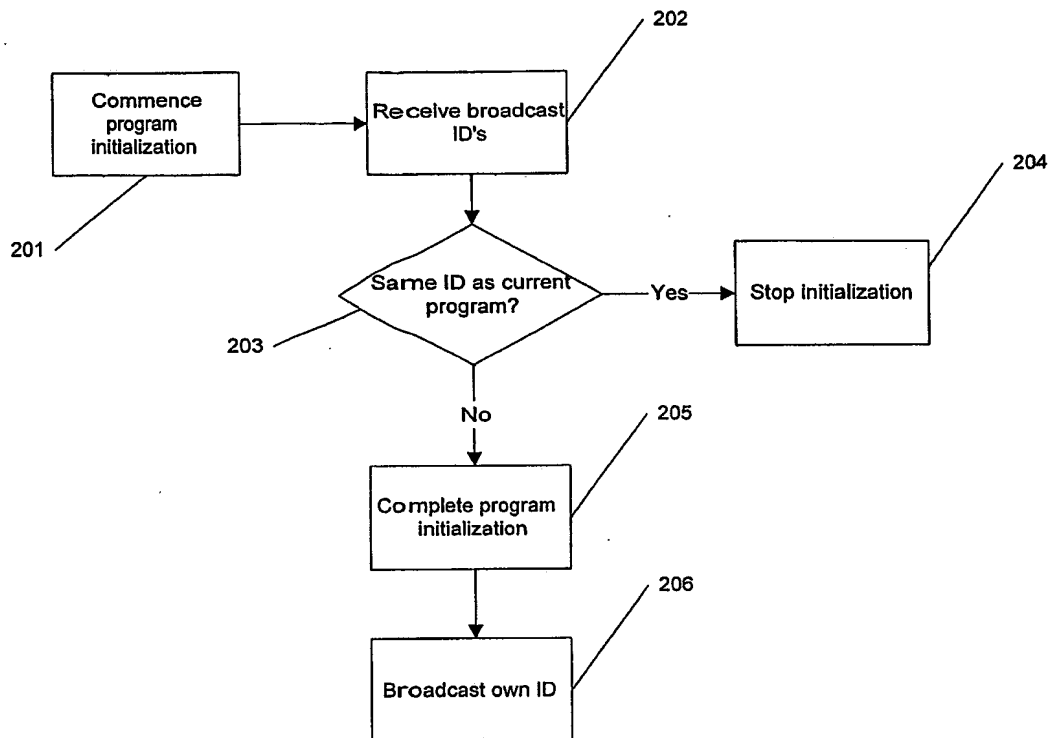 202
Commence
program
initialization
Receive broadcast
ID's
204
201
Same ID as current
program?
Yes
Stop initialization
203
No
205
Complete program
initialization
206
Broadcast own ID